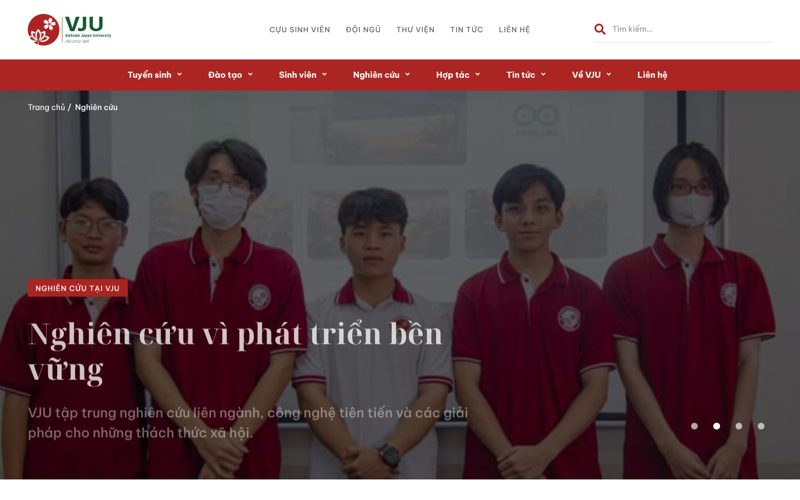 VJU
Vietnam Japan University
CỰU SINH VIÊN ĐỘI NGŨ THƯ VIỆN TIN TỨC LIÊN HỆ
Tìm kiếm...
Tuyển sinh Đào tạo Sinh viên Nghiên cứu Hợp tác Tin tức Về VJU Liên hệ
Trang chủ / Nghiên cứu
NGHIÊN CỨU TẠI VJU
Nghiên cứu vì phát triển bền
vững
VJU tập trung nghiên cứu liên ngành, công nghệ tiên tiến và các giải
pháp cho những thách thức xã hội.